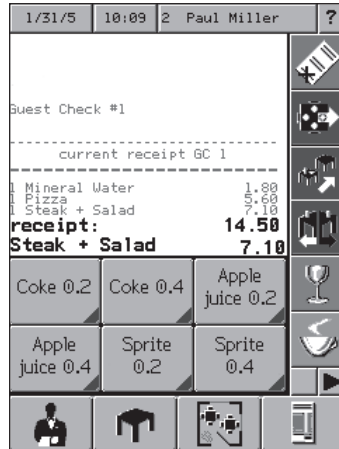 1/31/5 10:09 2 Paul Miller ?
Guest Check #1
current receipt GC 1
1 Mineral Water 1.80
1 Pizza 5.60
1 Steak + Salad 7.10
receipt: 14.50
Steak + Salad 7.10
Coke 0.2 Coke 0.4 Apple juice 0.2
Apple juice 0.4 Sprite 0.2 Sprite 0.4